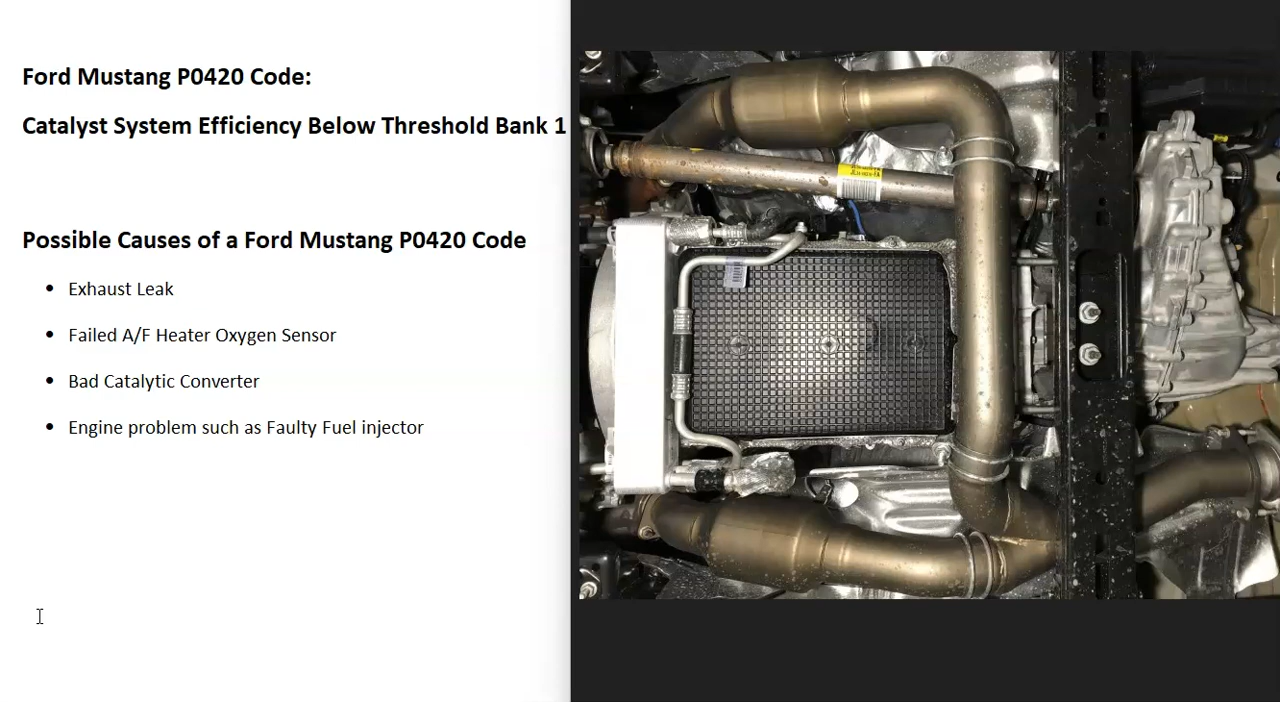 Ford Mustang P0420 Code:
Catalyst System Efficiency Below Threshold Bank 1
Possible Causes of a Ford Mustang P0420 Code
• Exhaust Leak
• Failed A/F Heater Oxygen Sensor
• Bad Catalytic Converter
• Engine problem such as Faulty Fuel injector